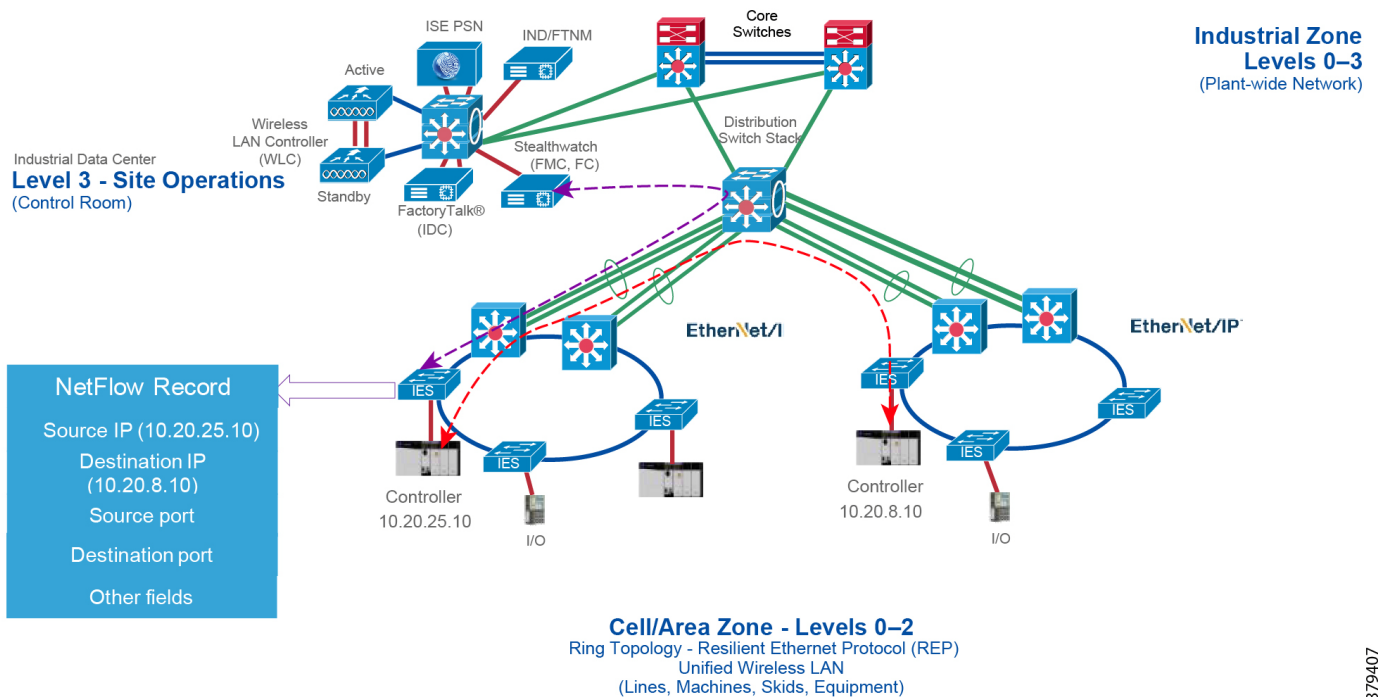 Core
Switches
Industrial Zone
Levels 0–3
(Plant-wide Network)
ISE PSN
IND/FTNM
Active
Wireless
LAN Controller
(WLC)
Standby
Industrial Data Center
Level 3 - Site Operations
(Control Room)
FactoryTalk®
(IDC)
Stealthwatch
(FMC, FC)
Distribution
Switch Stack
EtherNet/I
EtherNet/IP™
NetFlow Record
Source IP (10.20.25.10)
Destination IP
(10.20.8.10)
Source port
Destination port
Other fields
IES
IES
IES
IES
IES
IES
Controller
10.20.25.10
I/O
Controller
10.20.8.10
I/O
Cell/Area Zone - Levels 0–2
Ring Topology - Resilient Ethernet Protocol (REP)
Unified Wireless LAN
(Lines, Machines, Skids, Equipment)
379407